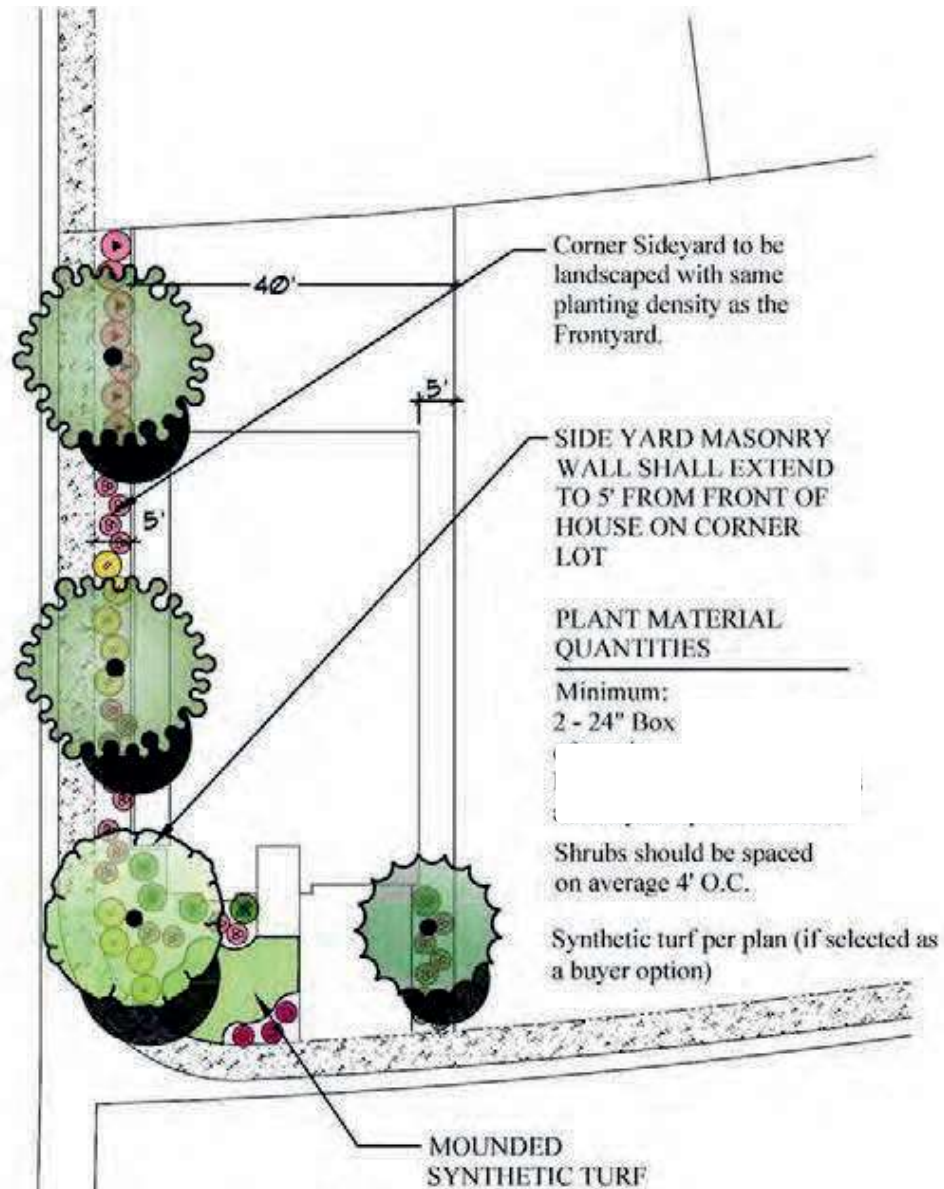 Corner Sideyard to be
landscaped with same
planting density as the
Frontyard.
40'
5'
SIDE YARD MASONRY
WALL SHALL EXTEND
TO 5' FROM FRONT OF
HOUSE ON CORNER
LOT
5'
PLANT MATERIAL
QUANTITIES
Minimum:
2 - 24" Box
Shrubs should be spaced
on average 4' O.C.
Synthetic turf per plan (if selected as
a buyer option)
MOUNDED
SYNTHETIC TURF